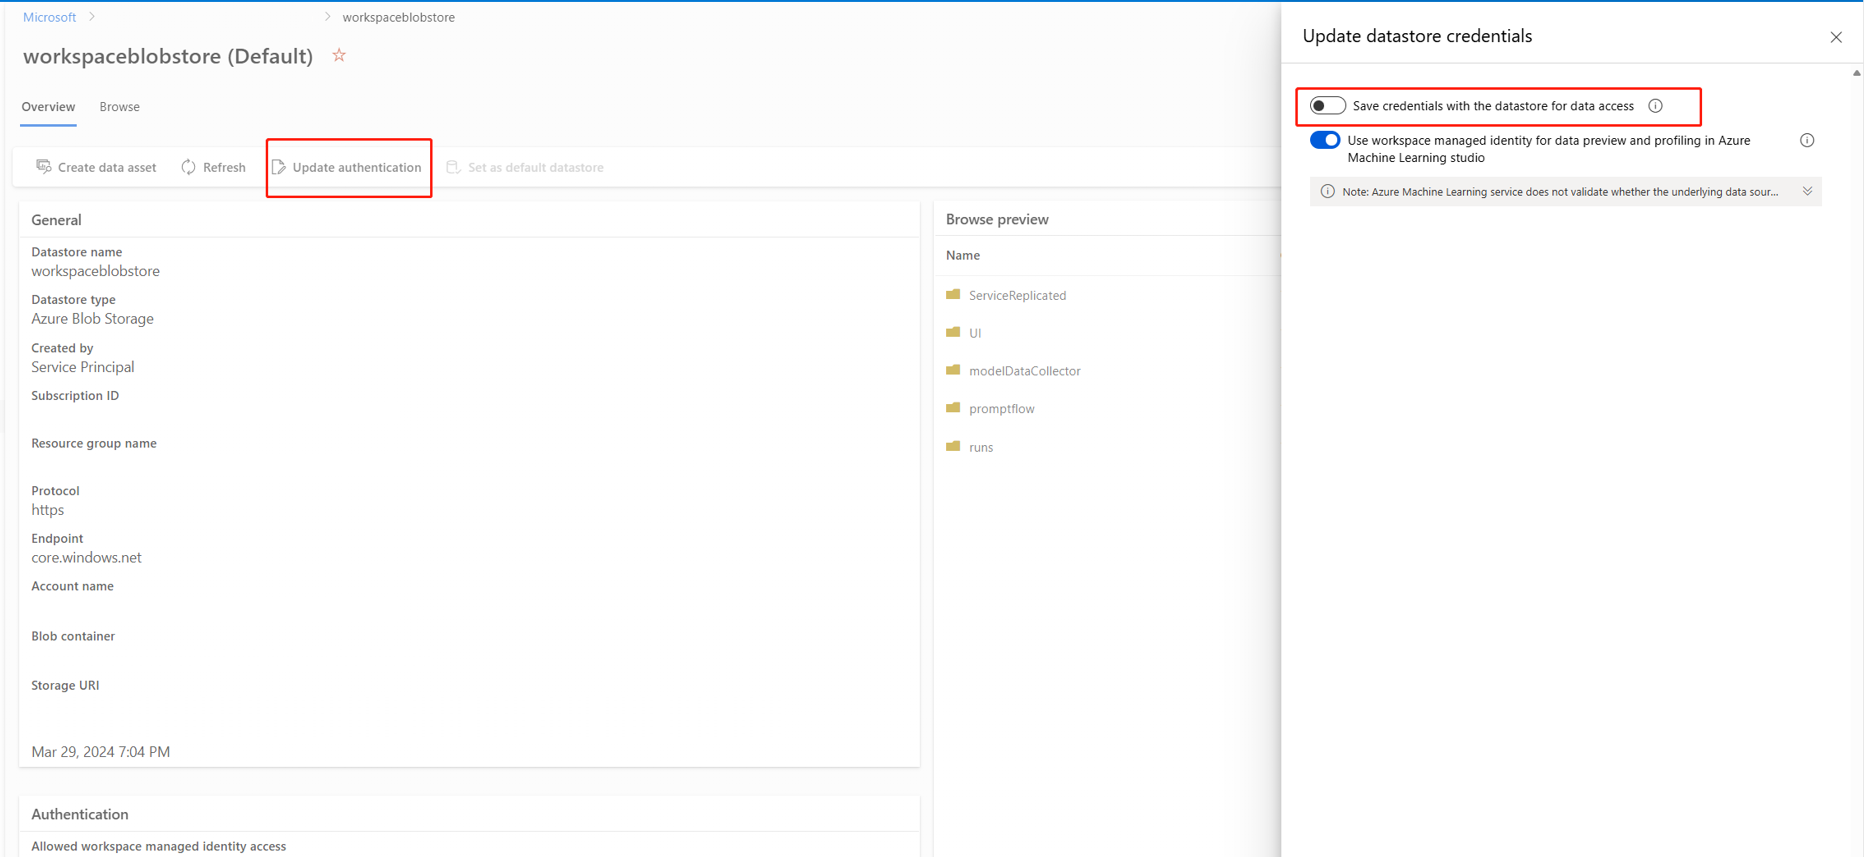 Microsoft
workspaceblobstore
workspaceblobstore (Default)
Overview
Browse
Create data asset
Refresh
Update authentication
Set as default datastore
General
Datastore name
workspaceblobstore
Datastore type
Azure Blob Storage
Created by
Service Principal
Subscription ID
Resource group name
Protocol
https
Endpoint
core.windows.net
Account name
Blob container
Storage URI
Mar 29, 2024 7:04 PM
Authentication
Allowed workspace managed identity access
Browse preview
Name
ServiceReplicated
UI
modelDataCollector
promptflow
runs
Update datastore credentials
Save credentials with the datastore for data access
Use workspace managed identity for data preview and profiling in Azure
Machine Learning studio
Note: Azure Machine Learning service does not validate whether the underlying data sour...